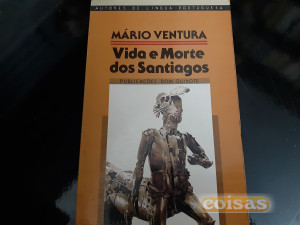 AUTORES DE LÍNGUA PORTUGUESA
MÁRIO VENTURA
Vida e Morte
dos Santiagos
PUBLICAÇÕES DOM QUIXOTE
coisas